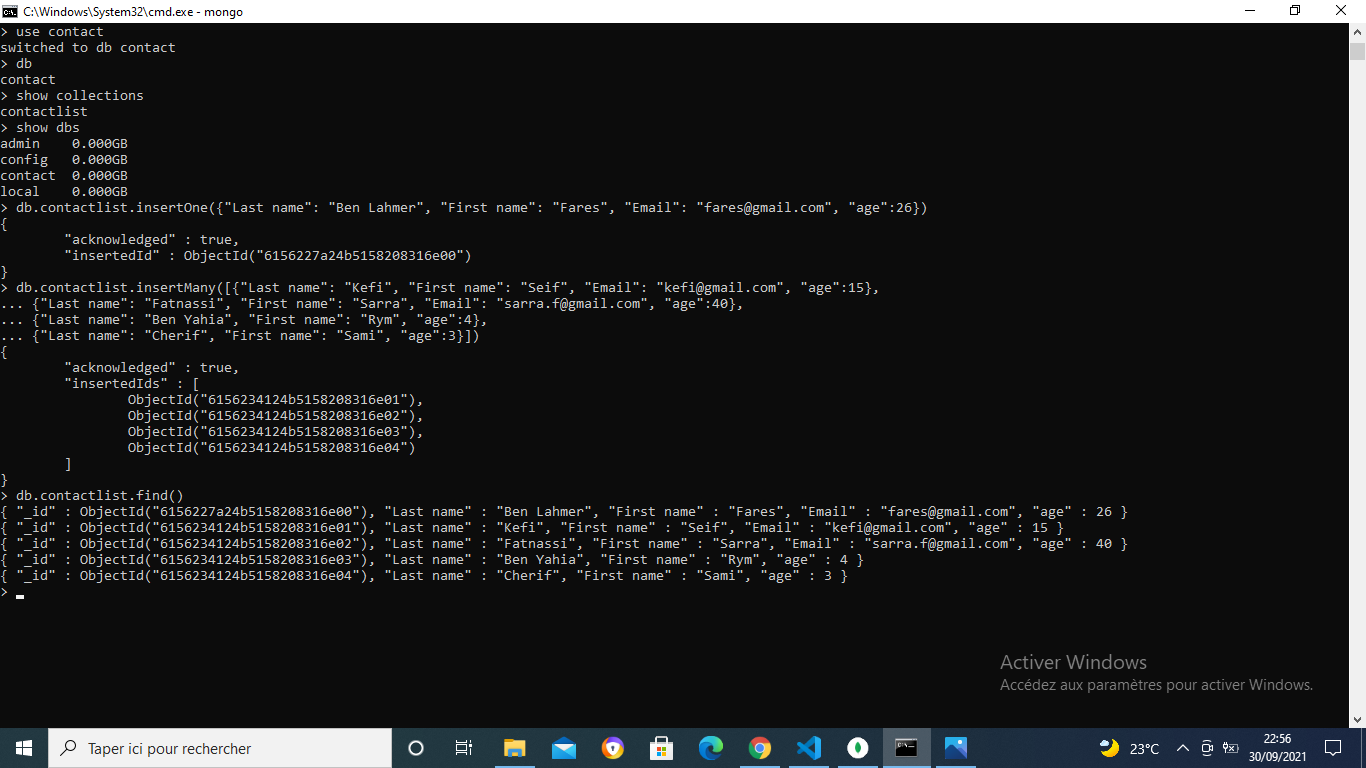 C:\Windows\System32\cmd.exe - mongo
> use contact
switched to db contact
> db
contact
> show collections
contactlist
> show dbs
admin    0.000GB
config   0.000GB
contact  0.000GB
local    0.000GB
> db.contactlist.insertOne({"Last name": "Ben Lahmer", "First name": "Fares", "Email": "fares@gmail.com", "age":26})
{
        "acknowledged" : true,
        "insertedId" : ObjectId("6156227a24b5158208316e00")
}
> db.contactlist.insertMany([{"Last name": "Kefi", "First name": "Seif", "Email": "kefi@gmail.com", "age":15},
... {"Last name": "Fatnassi", "First name": "Sarra", "Email": "sarra.f@gmail.com", "age":40},
... {"Last name": "Ben Yahia", "First name": "Rym", "age":4},
... {"Last name": "Cherif", "First name": "Sami", "age":3}])
{
        "acknowledged" : true,
        "insertedIds" : [
                ObjectId("6156234124b5158208316e01"),
                ObjectId("6156234124b5158208316e02"),
                ObjectId("6156234124b5158208316e03"),
                ObjectId("6156234124b5158208316e04")
        ]
}
> db.contactlist.find()
{ "_id" : ObjectId("6156227a24b5158208316e00"), "Last name" : "Ben Lahmer", "First name" : "Fares", "Email" : "fares@gmail.com", "age" : 26 }
{ "_id" : ObjectId("6156234124b5158208316e01"), "Last name" : "Kefi", "First name" : "Seif", "Email" : "kefi@gmail.com", "age" : 15 }
{ "_id" : ObjectId("6156234124b5158208316e02"), "Last name" : "Fatnassi", "First name" : "Sarra", "Email" : "sarra.f@gmail.com", "age" : 40 }
{ "_id" : ObjectId("6156234124b5158208316e03"), "Last name" : "Ben Yahia", "First name" : "Rym", "age" : 4 }
{ "_id" : ObjectId("6156234124b5158208316e04"), "Last name" : "Cherif", "First name" : "Sami", "age" : 3 }
>
Activer Windows
Accédez aux paramètres pour activer Windows.
Taper ici pour rechercher
23°C
22:56
30/09/2021